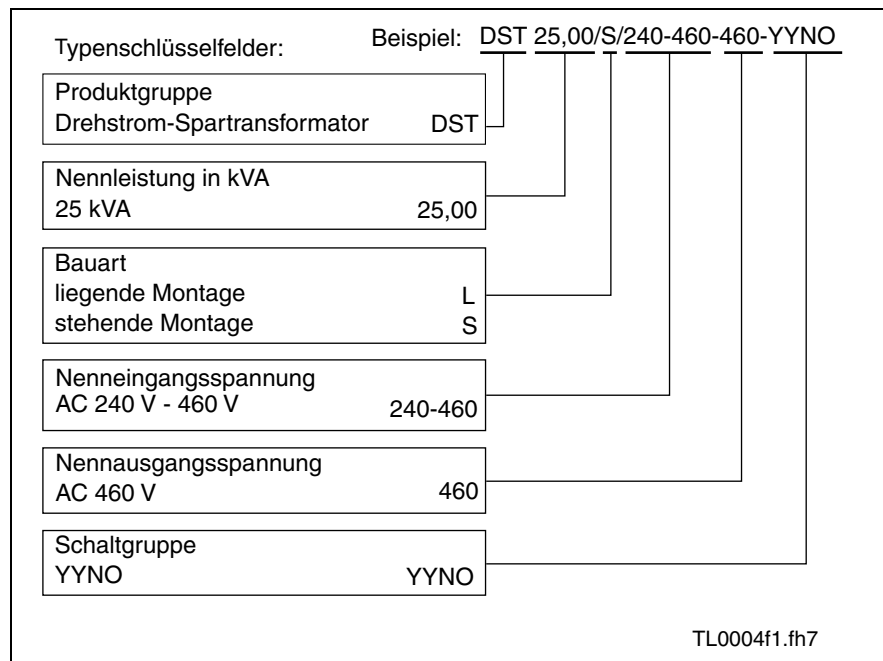 Typenschlüsselfelder: Beispiel: DST 25,00/S/240-460-460-YYNO
Produktgruppe
Drehstrom-Spartransformator DST
Nennleistung in kVA
25 kVA 25,00
Bauart
liegende Montage L
stehende Montage S
Nenneingangsspannung
AC 240 V - 460 V 240-460
Nennausgangsspannung
AC 460 V 460
Schaltgruppe
YYNO YYNO
TL0004f1.fh7